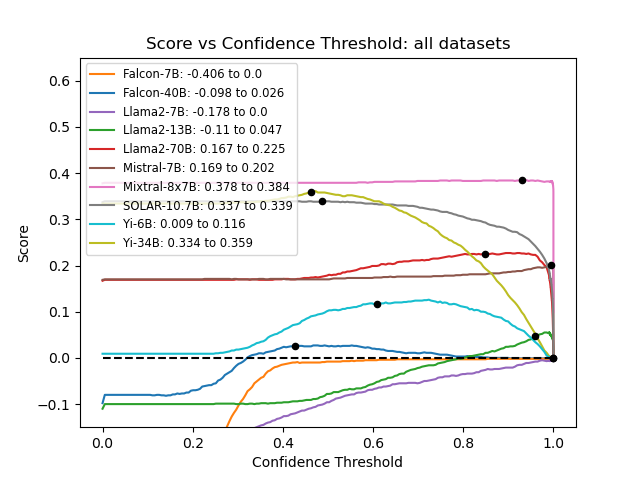 Score vs Confidence Threshold: all datasets
Score
0.6
0.5
0.4
0.3
0.2
0.1
0.0
−0.1
Falcon-7B: -0.406 to 0.0
Falcon-40B: -0.098 to 0.026
Llama2-7B: -0.178 to 0.0
Llama2-13B: -0.11 to 0.047
Llama2-70B: 0.167 to 0.225
Mistral-7B: 0.169 to 0.202
Mixtral-8x7B: 0.378 to 0.384
SOLAR-10.7B: 0.337 to 0.339
Yi-6B: 0.009 to 0.116
Yi-34B: 0.334 to 0.359
0.0 0.2 0.4 0.6 0.8 1.0
Confidence Threshold